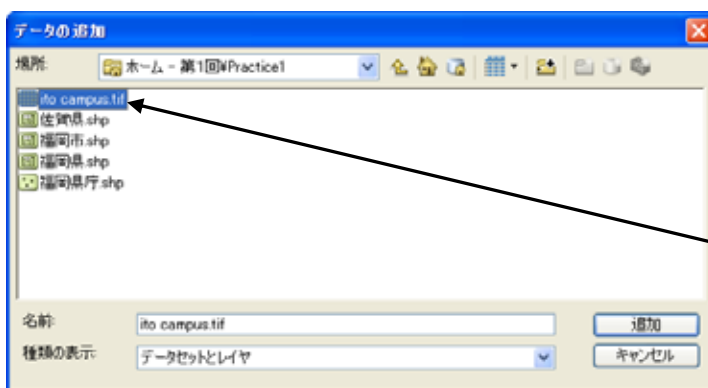 データの追加
場所:
ホーム - 第1回¥Practice1
ito campus.tif
佐賀県.shp
福岡市.shp
福岡県.shp
福岡県庁.shp
名前:
ito campus.tif
追加
種類の表示:
データセットとレイヤ
キャンセル